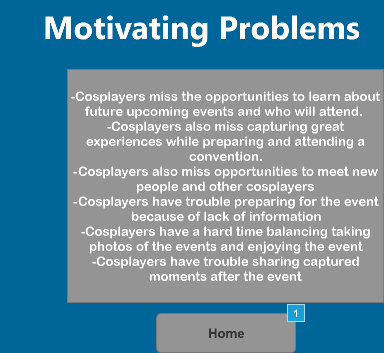 Motivating Problems
-Cosplayers miss the opportunities to learn about
future upcoming events and who will attend.
-Cosplayers also miss capturing great
experiences while preparing and attending a
convention.
-Cosplayers also miss opportunities to meet new
people and other cosplayers
-Cosplayers have trouble preparing for the event
because of lack of information
-Cosplayers have a hard time balancing taking
photos of the events and enjoying the event
-Cosplayers have trouble sharing captured
moments after the event
1
Home